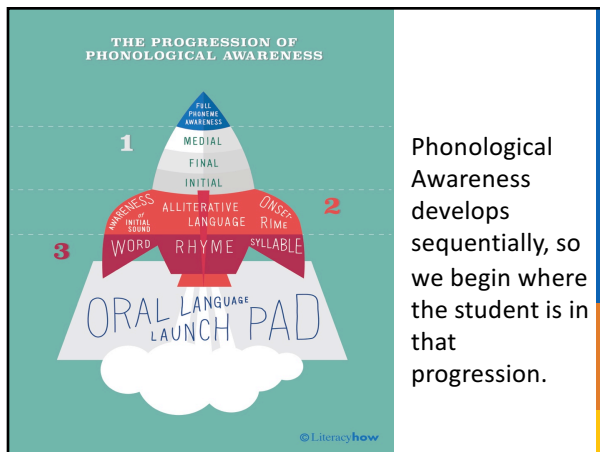 THE PROGRESSION OF
PHONOLOGICAL AWARENESS
FULL
PHONEME
AWARENESS
1
MEDIAL
FINAL
INITIAL
AWARENESS
of
INITIAL
SOUND
ALLITERATIVE
LANGUAGE
ONSET-
RIME
2
3
WORD
RHYME
SYLLABLE
ORAL LANGUAGE
LAUNCH PAD
© Literacyhow
Phonological
Awareness
develops
sequentially, so
we begin where
the student is in
that
progression.